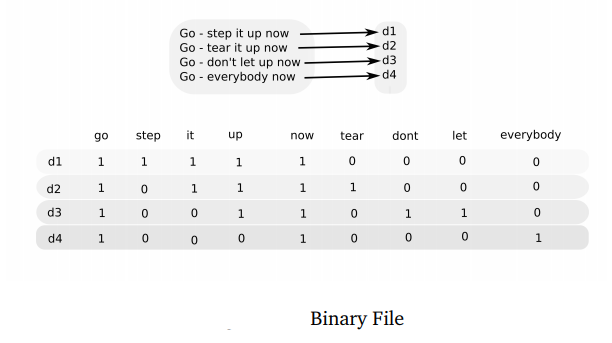 Go - step it up now d1
Go - tear it up now d2
Go - don't let up now d3
Go - everybody now d4
go step it up now tear dont let everybody
d1 1 1 1 1 1 0 0 0 0
d2 1 0 1 1 1 1 0 0 0
d3 1 0 0 1 1 0 1 1 0
d4 1 0 0 0 1 0 0 0 1
Binary File